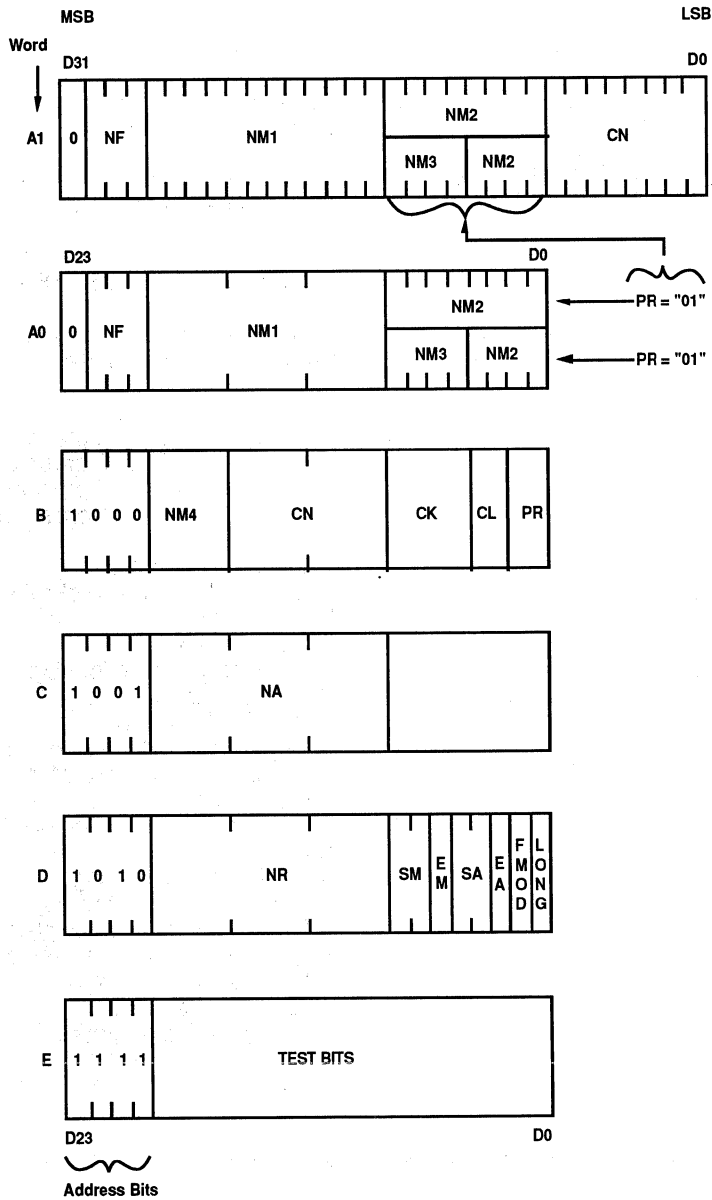 MSB LSB
Word
D31 D0
A1 0 NF NM1 NM2 CN
NM3 NM2
D23 D0
A0 0 NF NM1 NM2 PR = "01"
NM3 NM2 PR = "01"
B 1 0 0 0 NM4 CN CK CL PR
C 1 0 0 1 NA
D 1 0 1 0 NR SM EM SA EA FMOD LONG
E 1 1 1 1 TEST BITS
D23 D0
Address Bits